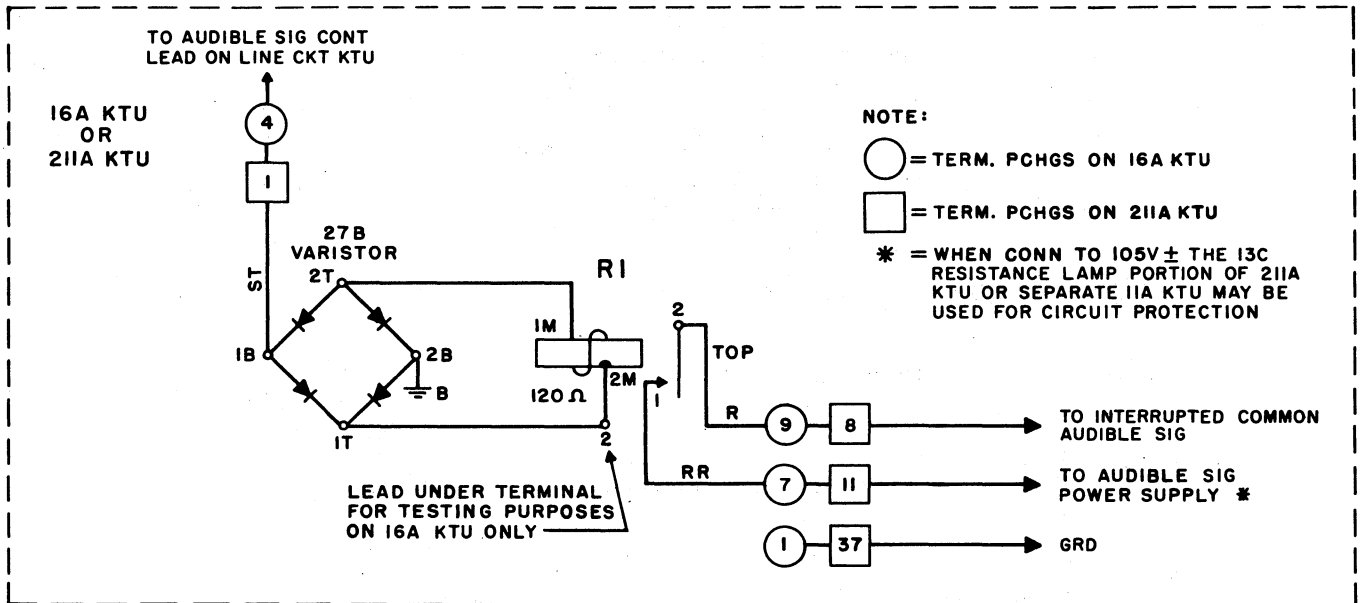 TO AUDIBLE SIG CONT
LEAD ON LINE CKT KTU
16A KTU
OR
211A KTU
4
1
ST
27B
VARISTOR
2T
1B
2B
B
1T
R1
1M
2M
120 Ω
2
LEAD UNDER TERMINAL
FOR TESTING PURPOSES
ON 16A KTU ONLY
2
TOP
1
R
9
8
TO INTERRUPTED COMMON
AUDIBLE SIG
RR
7
11
TO AUDIBLE SIG
POWER SUPPLY *
1
37
GRD
NOTE:
= TERM. PCHGS ON 16A KTU
= TERM. PCHGS ON 211A KTU
* = WHEN CONN TO 105V ± THE 13C
RESISTANCE LAMP PORTION OF 211A
KTU OR SEPARATE 11A KTU MAY BE
USED FOR CIRCUIT PROTECTION